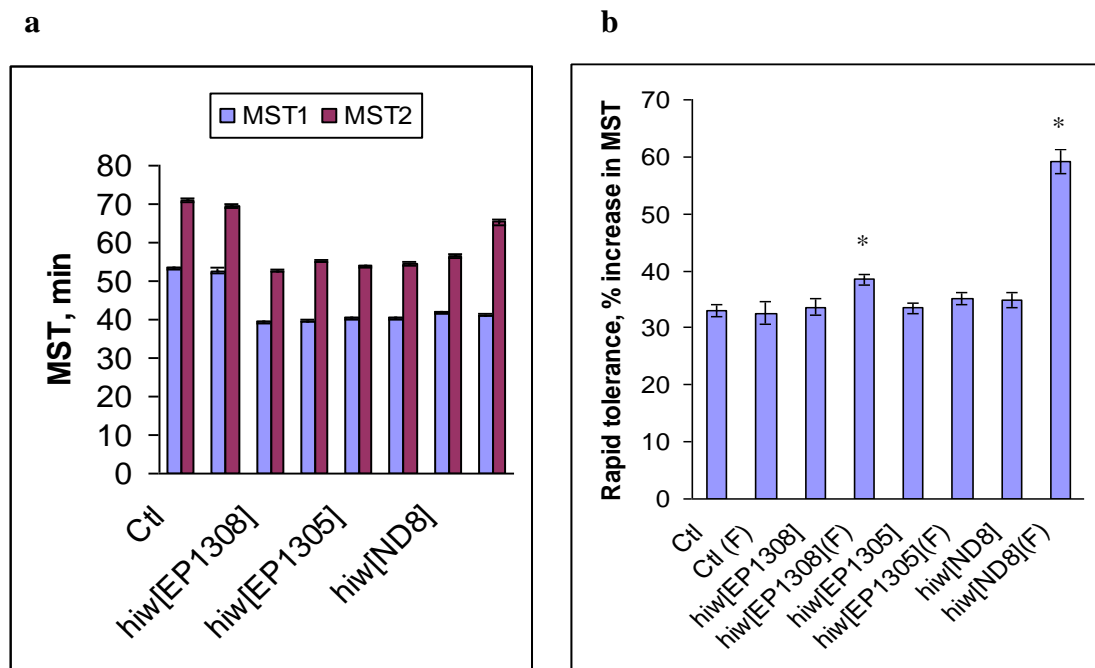 a
MST1 MST2
MST, min
80
70
60
50
40
30
20
10
0
Ctl
hiw[EP1308]
hiw[EP1305]
hiw[ND8]
b
Rapid tolerance, % increase in MST
70
60
50
40
30
20
10
0
*
*
Ctl
Ctl (F)
hiw[EP1308]
hiw[EP1308](F)
hiw[EP1305]
hiw[EP1305](F)
hiw[ND8]
hiw[ND8](F)